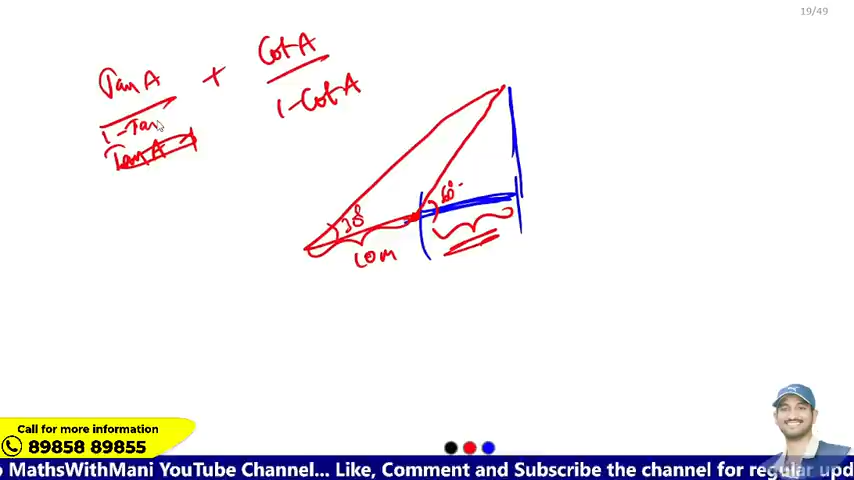 19/49
Tan A + Cot A
1 - Tan
1 - Cot A
Tan A
60°
30°
10m
Call for more information
89858 89855
o MathsWithMani YouTube Channel... Like, Comment and Subscribe the channel for regular upd